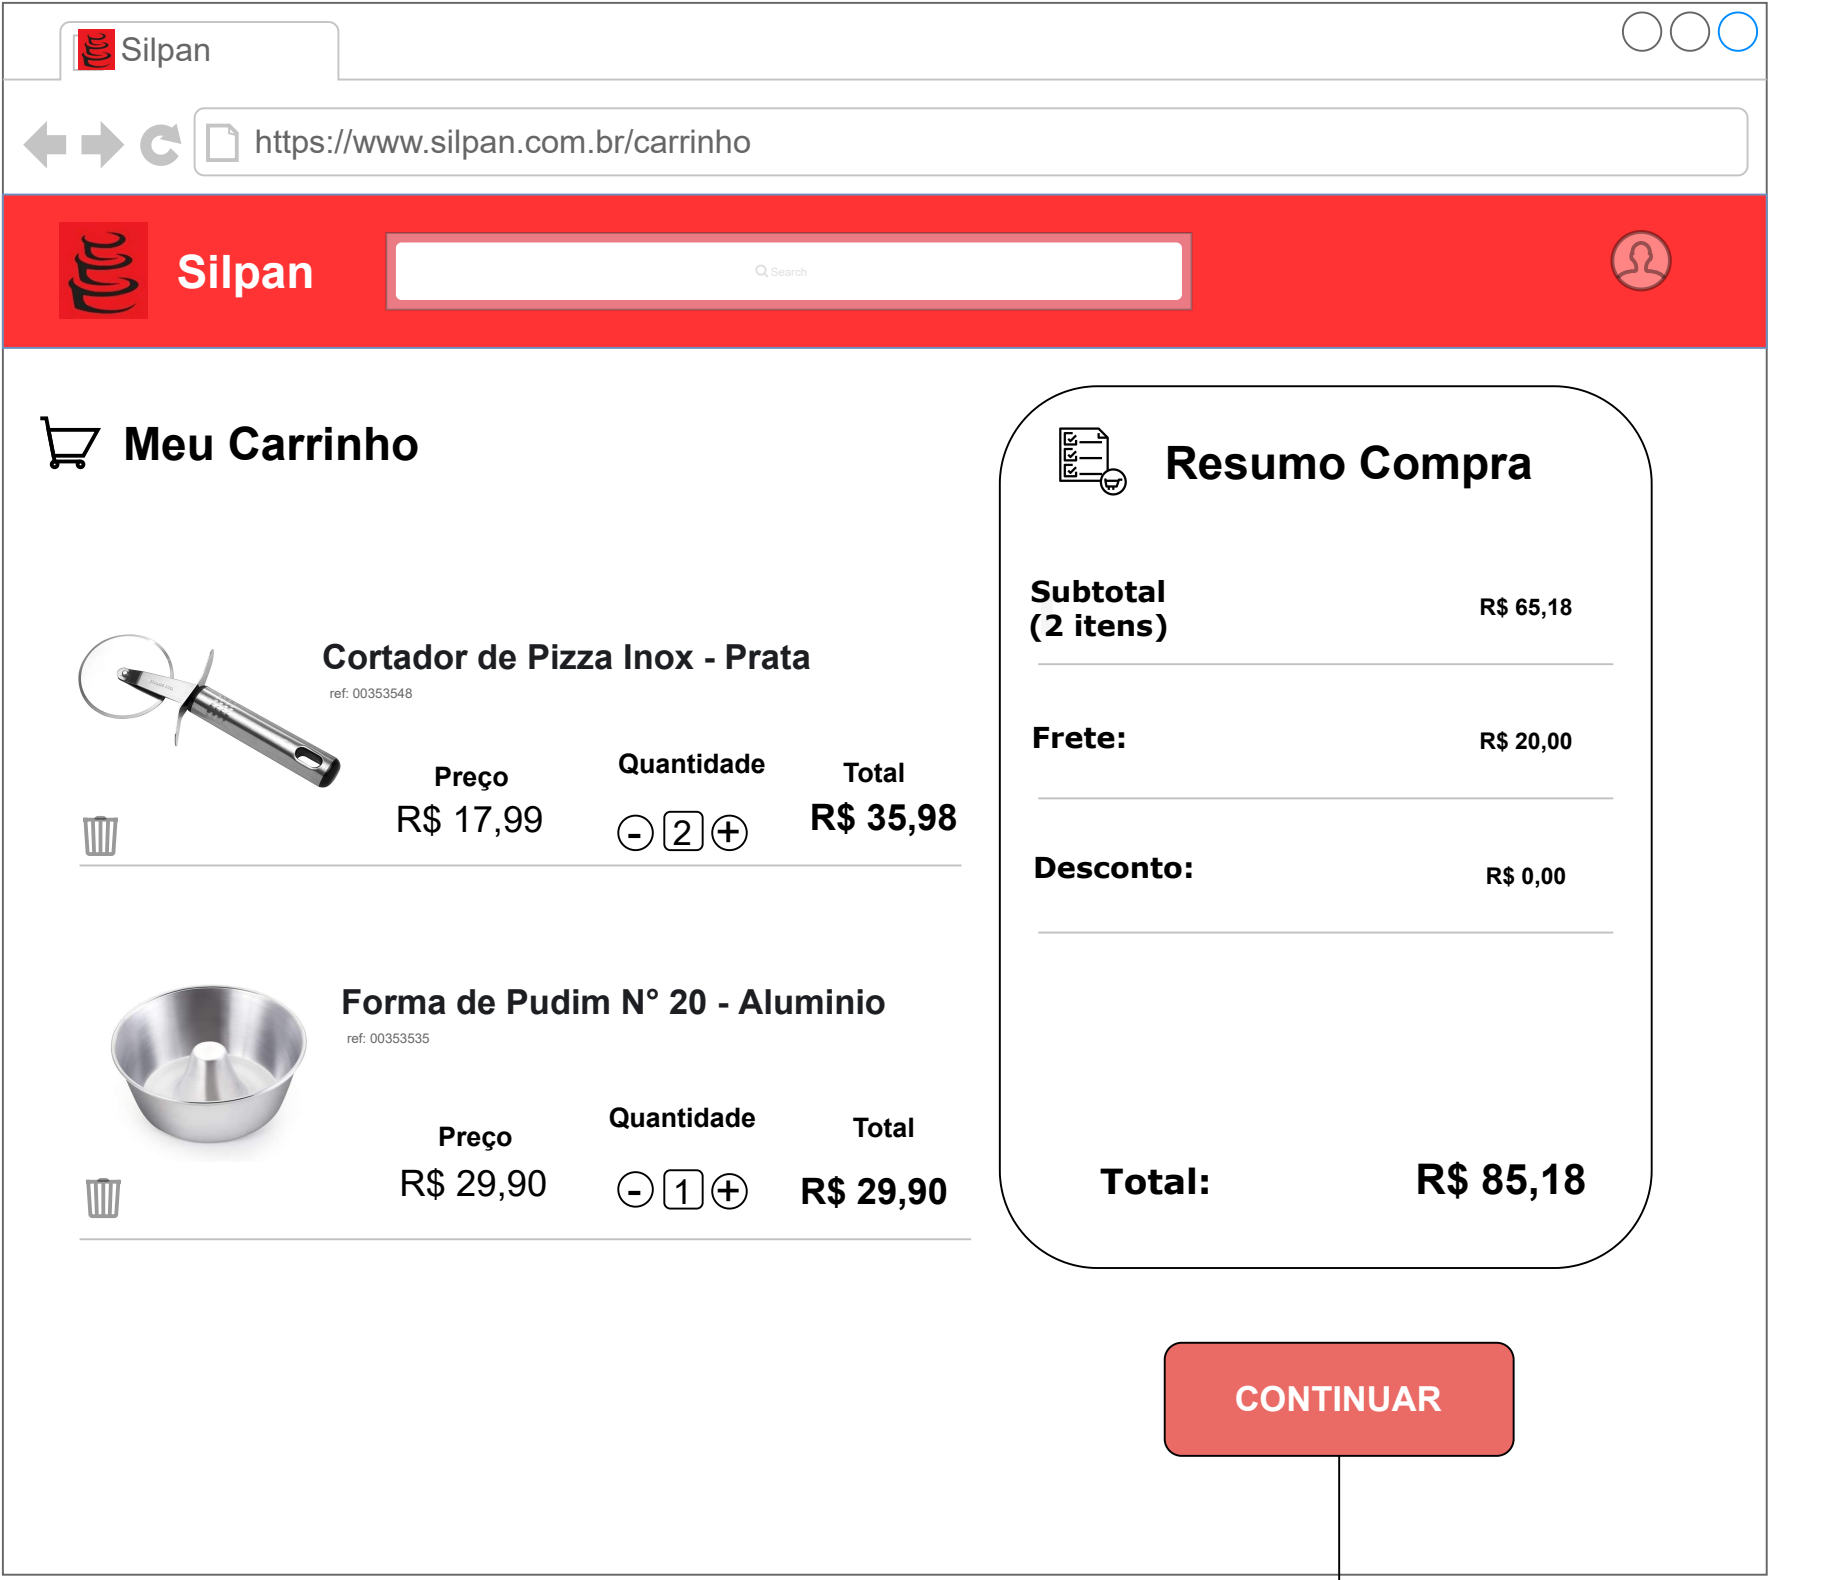 Silpan
https://www.silpan.com.br/carrinho
Silpan
Search
Meu Carrinho
Cortador de Pizza Inox - Prata
ref: 00353548
Preço
Quantidade
Total
R$ 17,99
- 2 +
R$ 35,98
Forma de Pudim N° 20 - Aluminio
ref: 00353535
Preço
Quantidade
Total
R$ 29,90
- 1 +
R$ 29,90
Resumo Compra
Subtotal
(2 itens)
R$ 65,18
Frete:
R$ 20,00
Desconto:
R$ 0,00
Total:
R$ 85,18
CONTINUAR